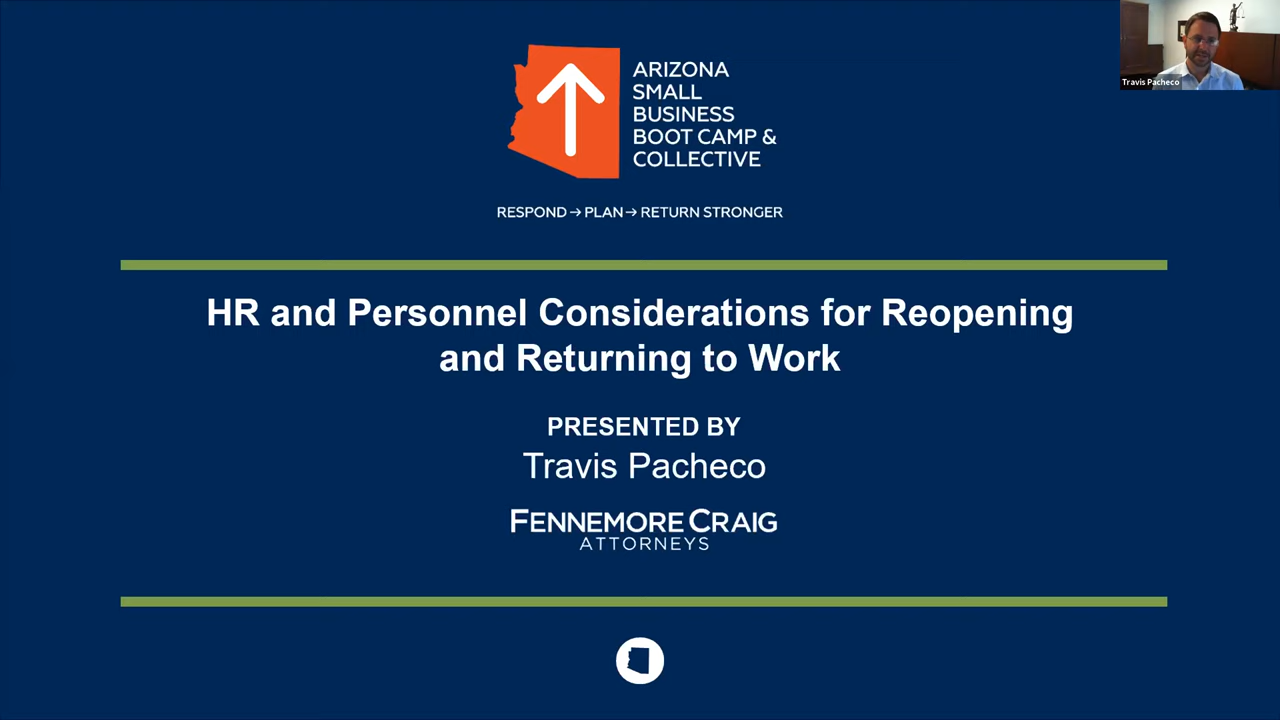 ARIZONA
SMALL
BUSINESS
BOOT CAMP &
COLLECTIVE
Travis Pacheco
RESPOND→PLAN→RETURN STRONGER
HR and Personnel Considerations for Reopening
and Returning to Work
PRESENTED BY
Travis Pacheco
FENNEMORE CRAIG
ATTORNEYS